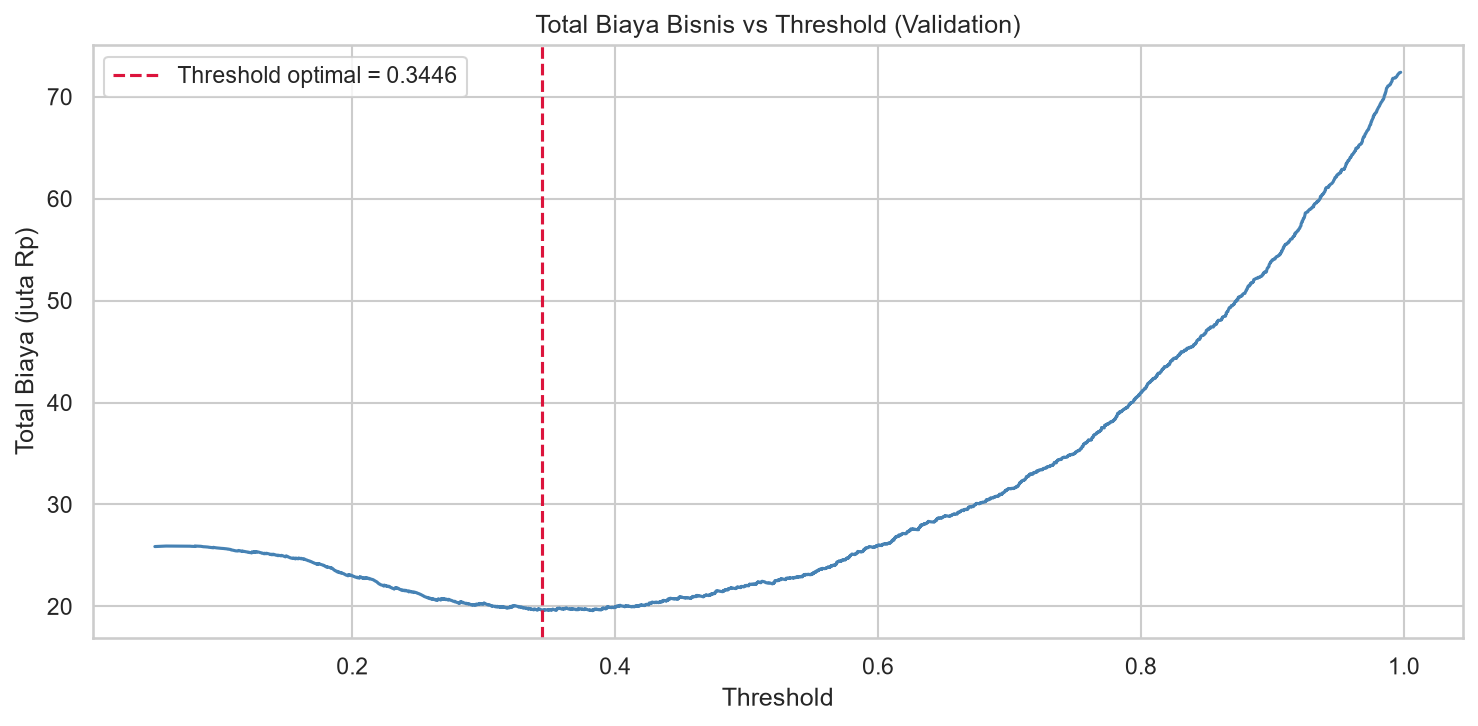 Total Biaya Bisnis vs Threshold (Validation)
Threshold optimal = 0.3446
Total Biaya (juta Rp)
70
60
50
40
30
20
0.2
0.4
0.6
0.8
1.0
Threshold